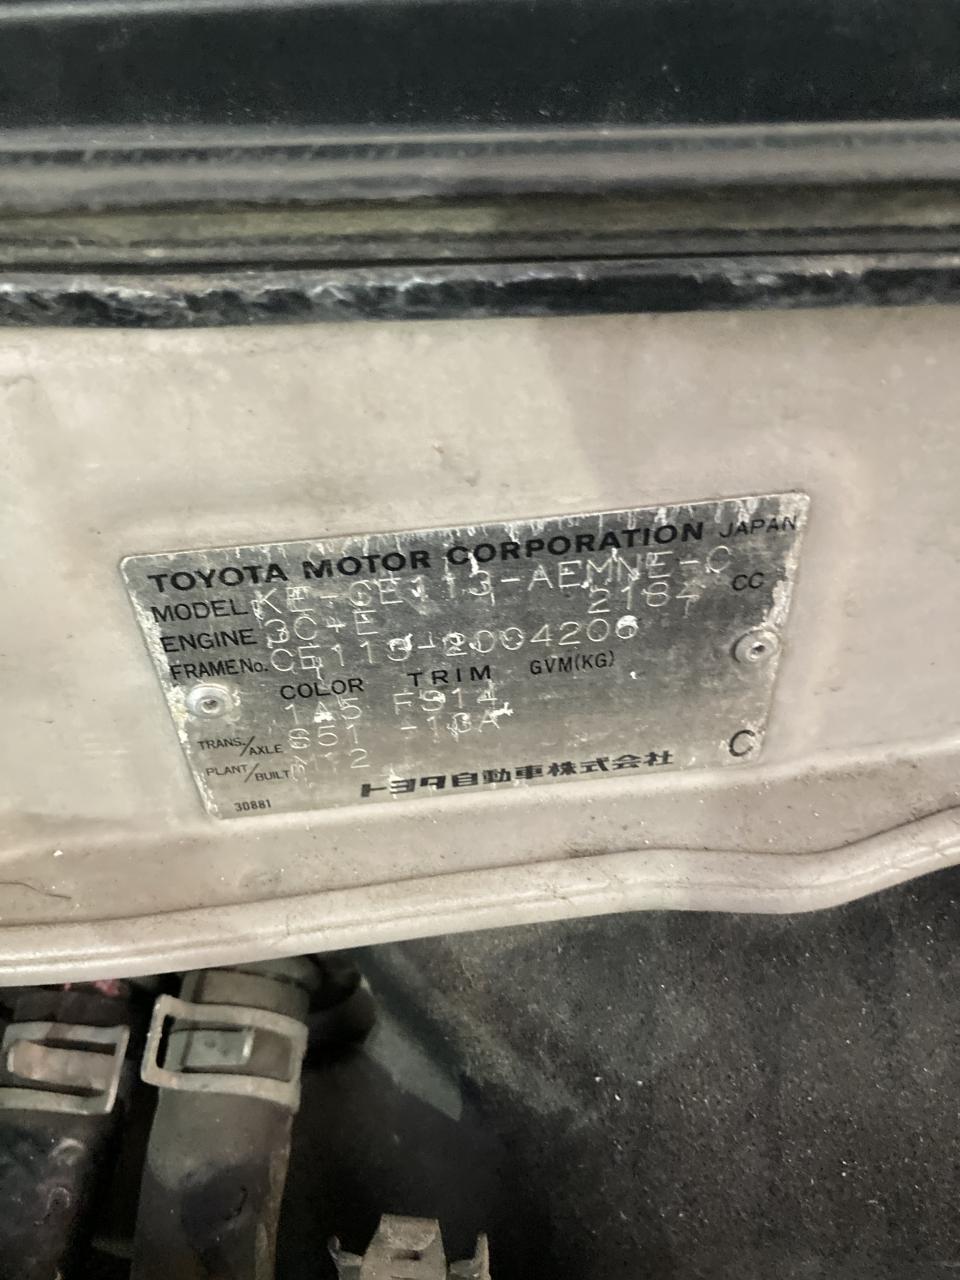 TOYOTA MOTOR CORPORATION JAPAN
MODEL KE-CE113-AEMNE-C
ENGINE 3C-E 2184 CC
FRAME No. CE113-2004206
COLOR TRIM GVM(KG)
1A5 FS14
TRANS./AXLE S51 -13A
PLANT/BUILT
トヨタ自動車株式会社
C
30881